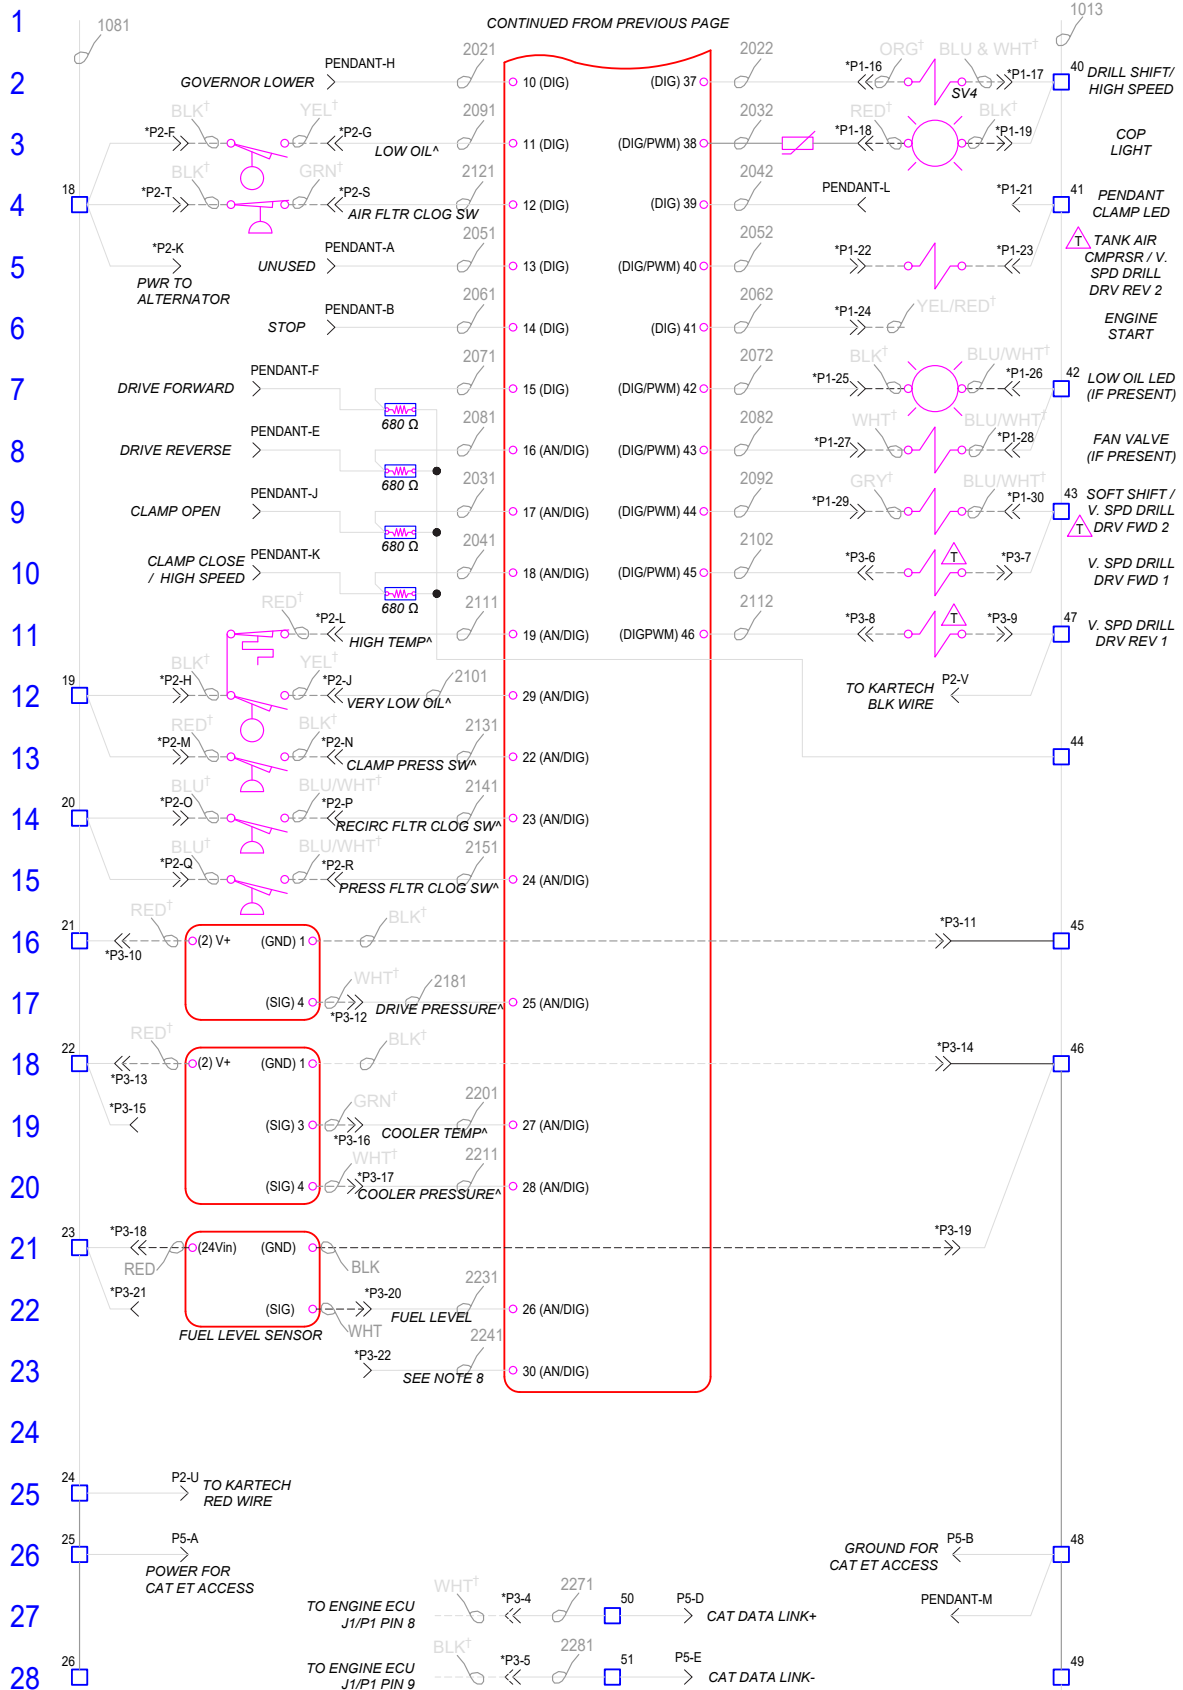 1
1081
CONTINUED FROM PREVIOUS PAGE
1013
2
GOVERNOR LOWER
PENDANT-H
2021
10 (DIG)
(DIG) 37
2022
*P1-16
ORG†
SV4
BLU & WHT†
*P1-17
40
DRILL SHIFT/
HIGH SPEED
3
*P2-F
BLK†
YEL†
*P2-G
LOW OIL^
2091
11 (DIG)
(DIG/PWM) 38
2032
*P1-18
RED†
BLK†
*P1-19
COP
LIGHT
4
18
*P2-T
BLK†
GRN†
*P2-S
AIR FLTR CLOG SW
2121
12 (DIG)
(DIG) 39
2042
PENDANT-L
*P1-21
41
PENDANT
CLAMP LED
5
*P2-K
PWR TO
ALTERNATOR
UNUSED
PENDANT-A
2051
13 (DIG)
(DIG/PWM) 40
2052
*P1-22
*P1-23
T
TANK AIR
CMPRSR / V.
SPD DRILL
DRV REV 2
6
STOP
PENDANT-B
2061
14 (DIG)
(DIG) 41
2062
*P1-24
YEL/RED†
ENGINE
START
7
DRIVE FORWARD
PENDANT-F
680 Ω
2071
15 (DIG)
(DIG/PWM) 42
2072
*P1-25
BLK†
BLU/WHT†
*P1-26
42
LOW OIL LED
(IF PRESENT)
8
DRIVE REVERSE
PENDANT-E
680 Ω
2081
16 (AN/DIG)
(DIG/PWM) 43
2082
*P1-27
WHT†
BLU/WHT†
*P1-28
FAN VALVE
(IF PRESENT)
9
CLAMP OPEN
PENDANT-J
680 Ω
2031
17 (AN/DIG)
(DIG/PWM) 44
2092
*P1-29
GRY†
BLU/WHT†
*P1-30
43
SOFT SHIFT /
V. SPD DRILL
DRV FWD 2
T
10
CLAMP CLOSE
/ HIGH SPEED
PENDANT-K
680 Ω
2041
18 (AN/DIG)
(DIG/PWM) 45
2102
*P3-6
T
*P3-7
V. SPD DRILL
DRV FWD 1
11
RED†
*P2-L
HIGH TEMP^
2111
19 (AN/DIG)
(DIGPWM) 46
2112
*P3-8
T
*P3-9
47
V. SPD DRILL
DRV REV 1
12
19
*P2-H
BLK†
YEL†
*P2-J
VERY LOW OIL^
2101
29 (AN/DIG)
TO KARTECH
BLK WIRE
P2-V
13
*P2-M
RED†
BLK†
*P2-N
CLAMP PRESS SW^
2131
22 (AN/DIG)
44
14
20
*P2-O
BLU†
BLU/WHT†
*P2-P
RECIRC FLTR CLOG SW^
2141
23 (AN/DIG)
15
*P2-Q
BLU†
BLU/WHT†
*P2-R
PRESS FLTR CLOG SW^
2151
24 (AN/DIG)
16
21
*P3-10
RED†
(2) V+
(GND) 1
BLK†
*P3-11
45
17
(SIG) 4
WHT†
*P3-12
2181
DRIVE PRESSURE^
25 (AN/DIG)
18
22
*P3-13
RED†
(2) V+
(GND) 1
BLK†
*P3-14
46
19
*P3-15
(SIG) 3
GRN†
*P3-16
COOLER TEMP^
2201
27 (AN/DIG)
20
(SIG) 4
WHT†
*P3-17
COOLER PRESSURE^
2211
28 (AN/DIG)
21
23
*P3-18
RED
(24Vin)
(GND)
BLK
*P3-19
22
*P3-21
(SIG)
WHT
*P3-20
FUEL LEVEL
2231
26 (AN/DIG)
FUEL LEVEL SENSOR
23
*P3-22
SEE NOTE 8
2241
30 (AN/DIG)
24
25
24
P2-U
TO KARTECH
RED WIRE
26
25
P5-A
POWER FOR
CAT ET ACCESS
GROUND FOR
CAT ET ACCESS
P5-B
48
27
TO ENGINE ECU
J1/P1 PIN 8
WHT†
*P3-4
2271
50
P5-D
CAT DATA LINK+
PENDANT-M
28
26
TO ENGINE ECU
J1/P1 PIN 9
BLK†
*P3-5
2281
51
P5-E
CAT DATA LINK-
49